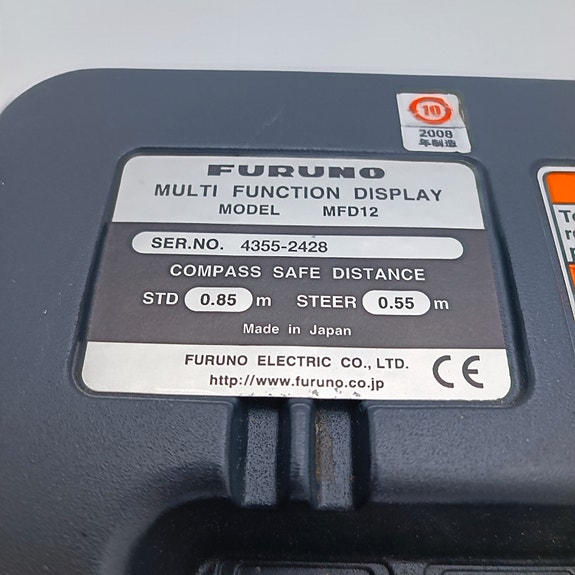 10
2008
年制造
FURUNO
MULTI FUNCTION DISPLAY
MODEL MFD12
SER.NO. 4355-2428
COMPASS SAFE DISTANCE
STD 0.85 m STEER 0.55 m
Made in Japan
FURUNO ELECTRIC CO., LTD.
http://www.furuno.co.jp
CE